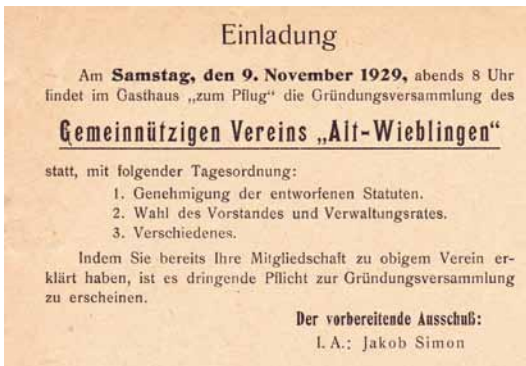 Einladung
Am Samstag, den 9. November 1929, abends 8 Uhr
findet im Gasthaus „zum Pflug“ die Gründungsversammlung des
Gemeinnützigen Vereins „Alt-Wieblingen“
statt, mit folgender Tagesordnung:
1. Genehmigung der entworfenen Statuten.
2. Wahl des Vorstandes und Verwaltungsrates.
3. Verschiedenes.
Indem Sie bereits Ihre Mitgliedschaft zu obigem Verein er-
klärt haben, ist es dringende Pflicht zur Gründungsversammlung
zu erscheinen.
Der vorbereitende Ausschuß:
I. A.: Jakob Simon